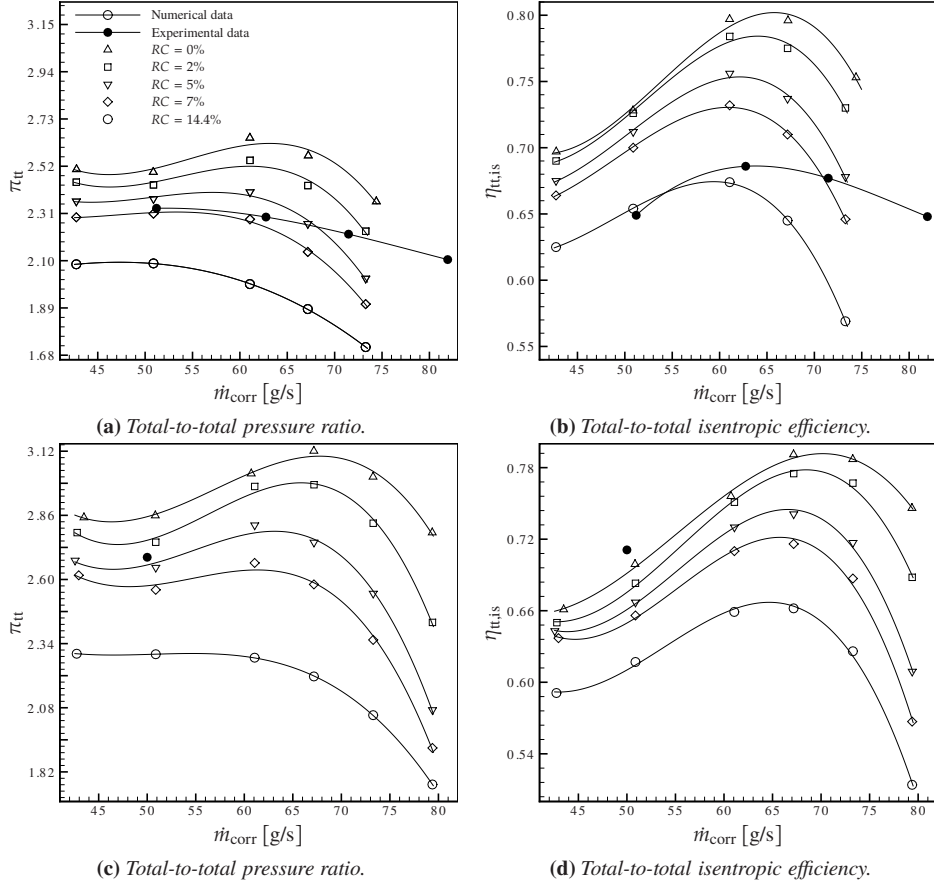 3.15
2.94
2.73
2.52
2.31
2.10
1.89
1.68
π_tt
Numerical data
Experimental data
RC = 0%
RC = 2%
RC = 5%
RC = 7%
RC = 14.4%
45 50 55 60 65 70 75 80
ṁ_corr [g/s]
(a) Total-to-total pressure ratio.
0.80
0.75
0.70
0.65
0.60
0.55
η_tt,is
45 50 55 60 65 70 75 80
ṁ_corr [g/s]
(b) Total-to-total isentropic efficiency.
3.12
2.86
2.60
2.34
2.08
1.82
π_tt
45 50 55 60 65 70 75 80
ṁ_corr [g/s]
(c) Total-to-total pressure ratio.
0.78
0.72
0.66
0.60
0.54
η_tt,is
45 50 55 60 65 70 75 80
ṁ_corr [g/s]
(d) Total-to-total isentropic efficiency.